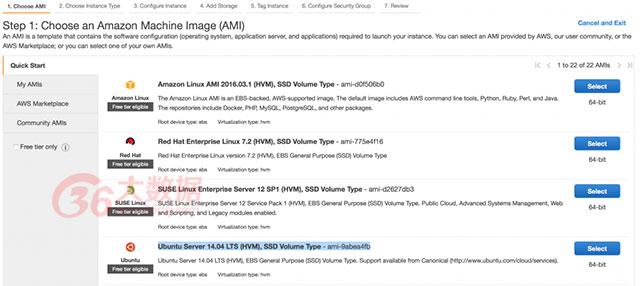 1. Choose AMI 2. Choose Instance Type 3. Configure Instance 4. Add Storage 5. Tag Instance 6. Configure Security Group 7. Review
Step 1: Choose an Amazon Machine Image (AMI)
Cancel and Exit
An AMI is a template that contains the software configuration (operating system, application server, and applications) required to launch your instance. You can select an AMI provided by AWS, our user community, or the
AWS Marketplace; or you can select one of your own AMIs.
Quick Start
1 to 22 of 22 AMIs
My AMIs
AWS Marketplace
Community AMIs
Free tier only
Amazon Linux
Free tier eligible
Amazon Linux AMI 2016.03.1 (HVM), SSD Volume Type - ami-d0f506b0
The Amazon Linux AMI is an EBS-backed, AWS-supported image. The default image includes AWS command line tools, Python, Ruby, Perl, and Java.
The repositories include Docker, PHP, MySQL, PostgreSQL, and other packages.
Root device type: ebs Virtualization type: hvm
Select
64-bit
Red Hat
Free tier eligible
Red Hat Enterprise Linux 7.2 (HVM), SSD Volume Type - ami-775e4f16
Red Hat Enterprise Linux version 7.2 (HVM), EBS General Purpose (SSD) Volume Type
Root device type: ebs Virtualization type: hvm
Select
64-bit
SUSE Linux
Free tier eligible
SUSE Linux Enterprise Server 12 SP1 (HVM), SSD Volume Type - ami-d2627db3
SUSE Linux Enterprise Server 12 Service Pack 1 (HVM), EBS General Purpose (SSD) Volume Type. Public Cloud, Advanced Systems Management, Web
and Scripting, and Legacy modules enabled.
Root device type: ebs Virtualization type: hvm
Select
64-bit
36大数据
Ubuntu
Free tier eligible
Ubuntu Server 14.04 LTS (HVM), SSD Volume Type - ami-9abea4fb
Ubuntu Server 14.04 LTS (HVM), EBS General Purpose (SSD) Volume Type. Support available from Canonical (http://www.ubuntu.com/cloud/services).
Root device type: ebs Virtualization type: hvm
Select
64-bit